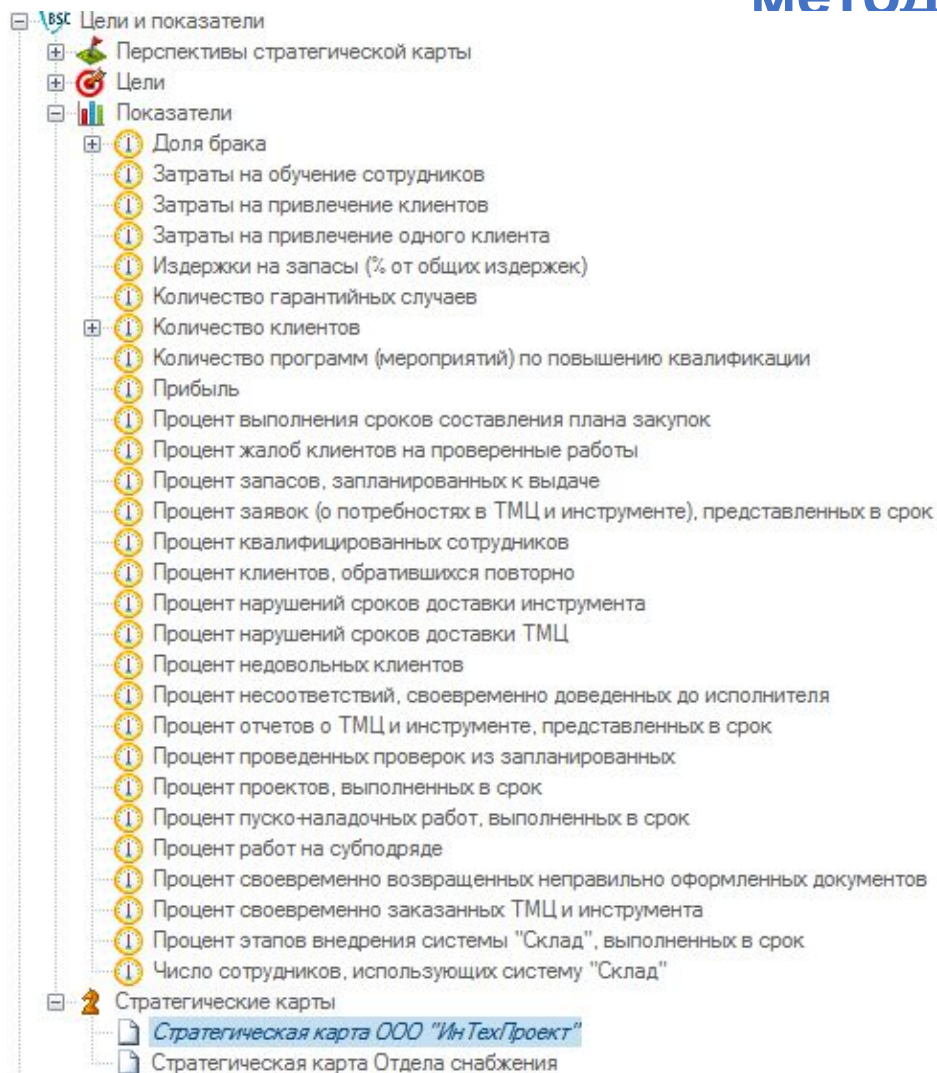 метод
BSC Цели и показатели
Перспективы стратегической карты
Цели
Показатели
Доля брака
Затраты на обучение сотрудников
Затраты на привлечение клиентов
Затраты на привлечение одного клиента
Издержки на запасы (% от общих издержек)
Количество гарантийных случаев
Количество клиентов
Количество программ (мероприятий) по повышению квалификации
Прибыль
Процент выполнения сроков составления плана закупок
Процент жалоб клиентов на проверенные работы
Процент запасов, запланированных к выдаче
Процент заявок (о потребностях в ТМЦ и инструменте), представленных в срок
Процент квалифицированных сотрудников
Процент клиентов, обратившихся повторно
Процент нарушений сроков доставки инструмента
Процент нарушений сроков доставки ТМЦ
Процент недовольных клиентов
Процент несоответствий, своевременно доведенных до исполнителя
Процент отчетов о ТМЦ и инструменте, представленных в срок
Процент проведенных проверок из запланированных
Процент проектов, выполненных в срок
Процент пуско-наладочных работ, выполненных в срок
Процент работ на субподряде
Процент своевременно возвращенных неправильно оформленных документов
Процент своевременно заказанных ТМЦ и инструмента
Процент этапов внедрения системы "Склад", выполненных в срок
Число сотрудников, использующих систему "Склад"
Стратегические карты
Стратегическая карта ООО "ИнТехПроект"
Стратегическая карта Отдела снабжения